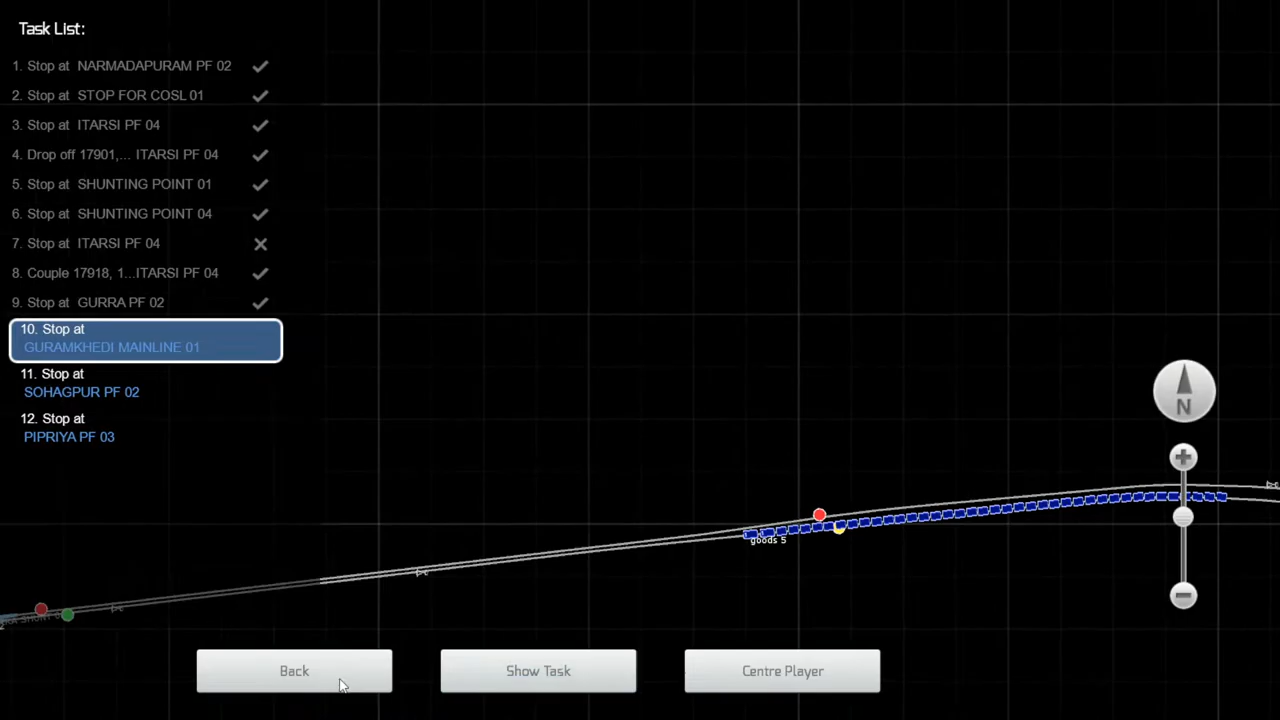 Task List:
1. Stop at NARMADAPURAM PF 02
2. Stop at STOP FOR COSL 01
3. Stop at ITARSI PF 04
4. Drop off 17901,... ITARSI PF 04
5. Stop at SHUNTING POINT 01
6. Stop at SHUNTING POINT 04
7. Stop at ITARSI PF 04
8. Couple 17918, 1...ITARSI PF 04
9. Stop at GURRA PF 02
10. Stop at
GURAMKHEDI MAINLINE 01
11. Stop at
SOHAGPUR PF 02
12. Stop at
PIPRIYA PF 03
N
goods 5
Back
Show Task
Centre Player